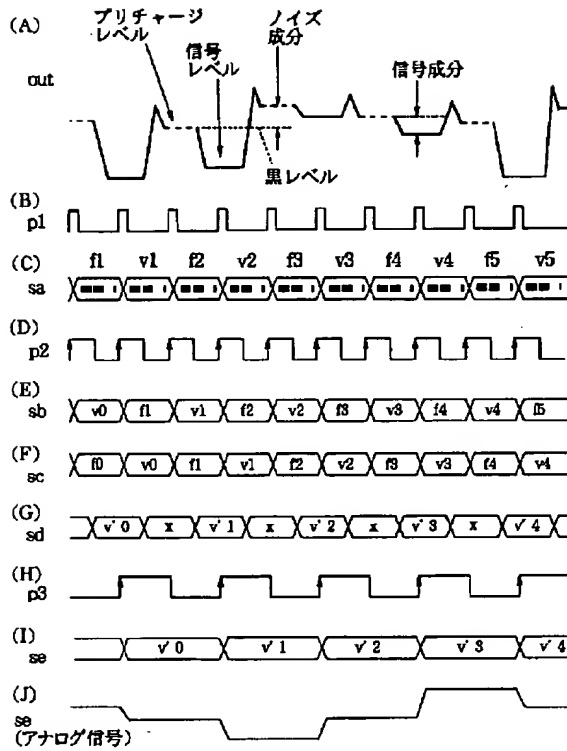 (A)
out
プリチャージ
レベル
信号
レベル
ノイズ
成分
信号成分
黒レベル
(B)
p1
(C)
sa
f1 v1 f2 v2 f3 v3 f4 v4 f5 v5
(D)
p2
(E)
sb
v0 f1 v1 f2 v2 f3 v3 f4 v4 f5
(F)
sc
f0 v0 f1 v1 f2 v2 f3 v3 f4 v4
(G)
sd
v'0 x v'1 x v'2 x v'3 x v'4
(H)
p3
(I)
se
v'0 v'1 v'2 v'3 v'4
(J)
se
(アナログ信号)